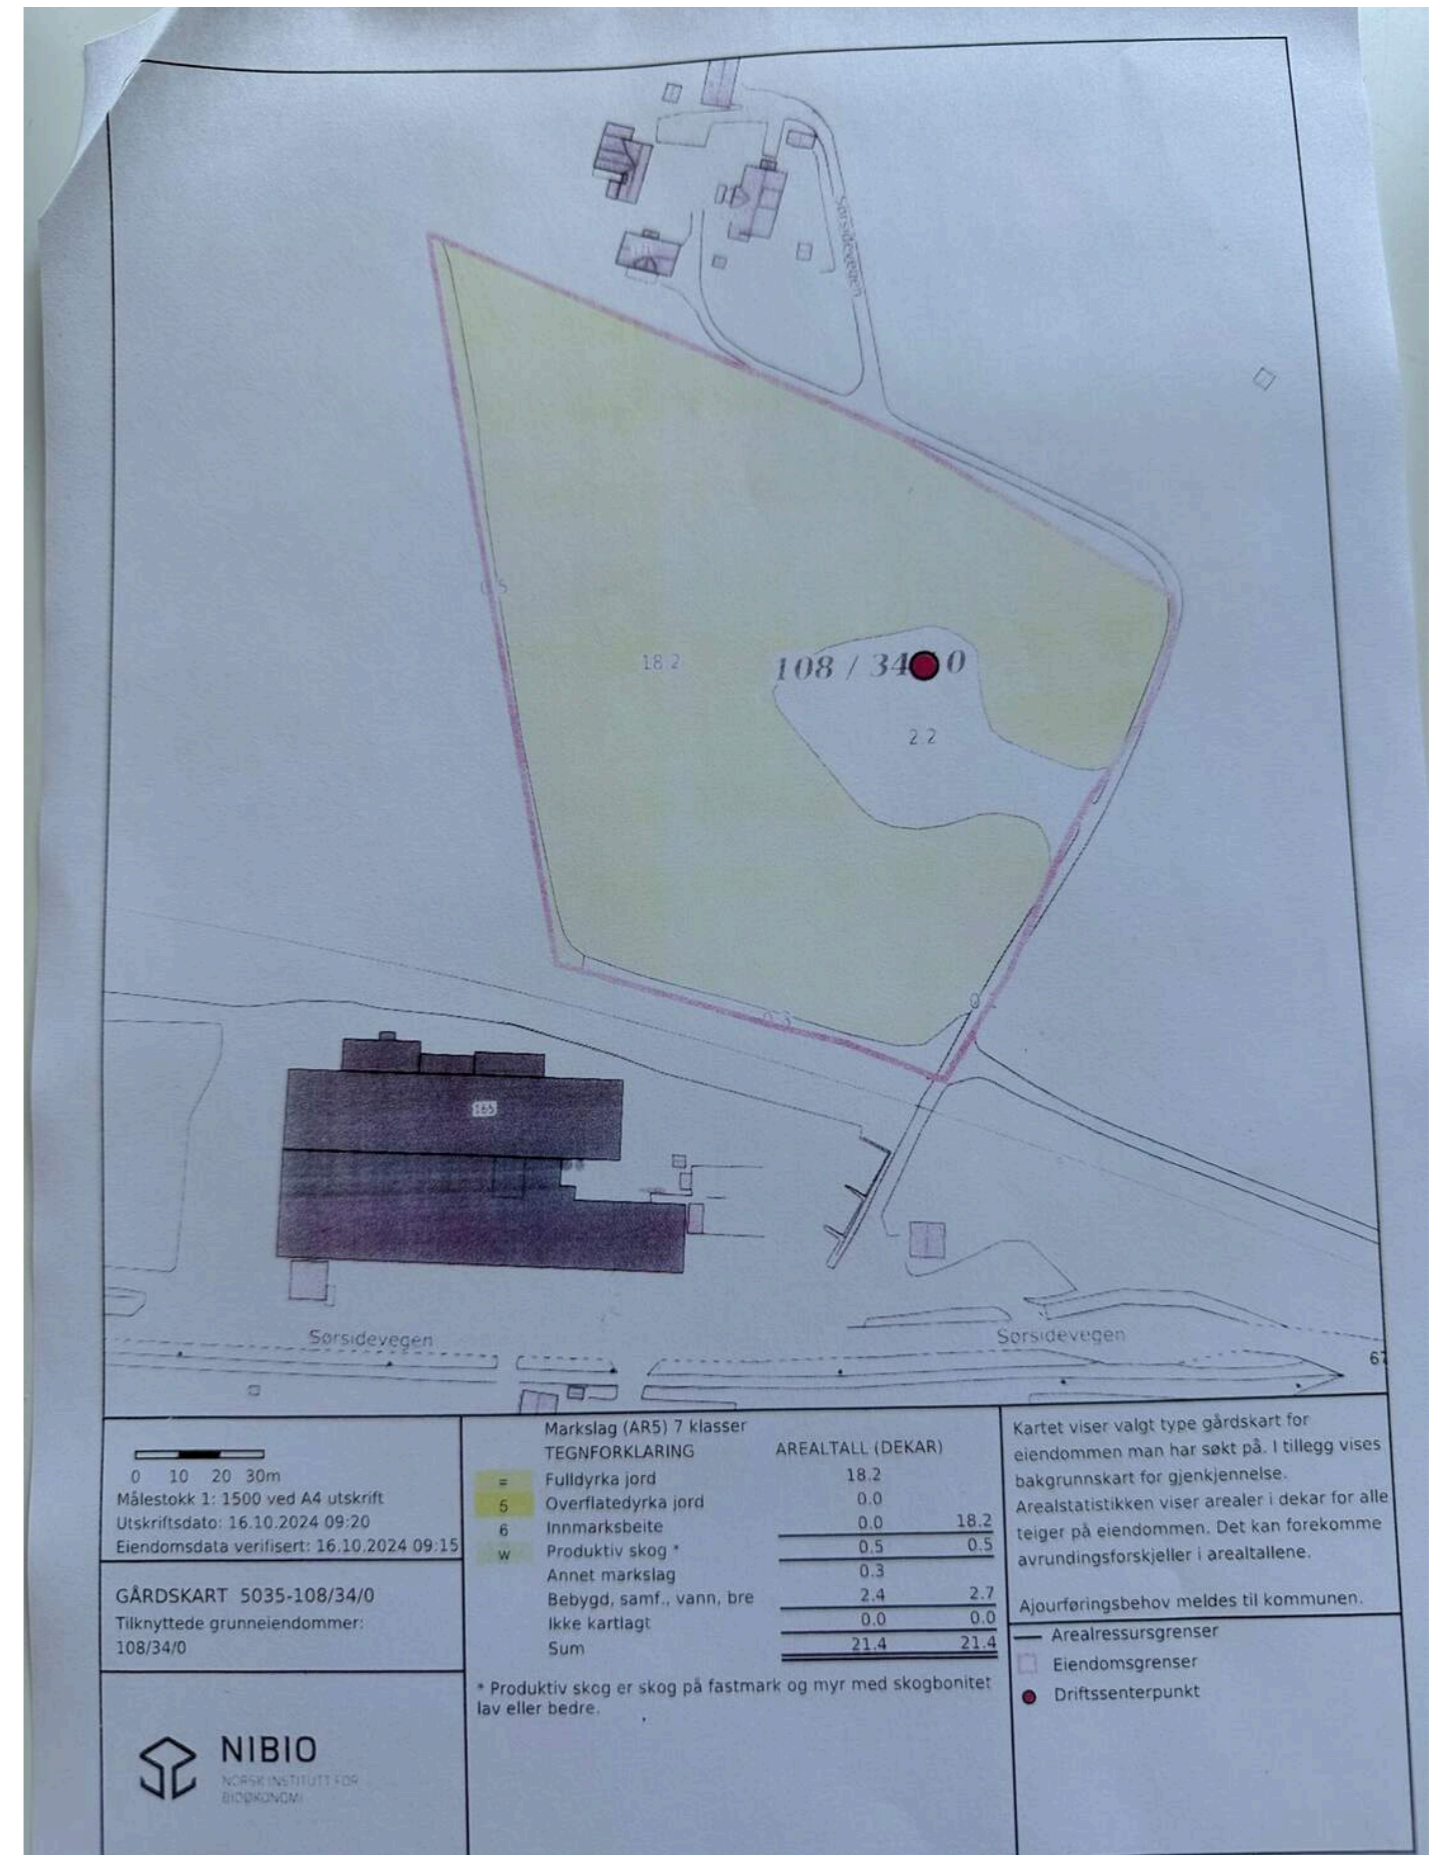 Sørsidevegen
18.2
108 / 34 0
2.2
0.3
165
Sørsidevegen
Sørsidevegen
0 10 20 30m
Målestokk 1: 1500 ved A4 utskrift
Utskriftsdato: 16.10.2024 09:20
Eiendomsdata verifisert: 16.10.2024 09:15
GÅRDSKART 5035-108/34/0
Tilknyttede grunneiendommer:
108/34/0
NIBIO
NORSK INSTITUTT FOR
BIOØKONOMI
Markslag (AR5) 7 klasser
TEGNFORKLARING AREALTALL (DEKAR)
= Fulldyrka jord 18.2
5 Overflatedyrka jord 0.0
6 Innmarksbeite 0.0 18.2
w Produktiv skog * 0.5 0.5
Annet markslag 0.3
Bebygd, samf., vann, bre 2.4 2.7
Ikke kartlagt 0.0 0.0
Sum 21.4 21.4
* Produktiv skog er skog på fastmark og myr med skogbonitet
lav eller bedre.
Kartet viser valgt type gårdskart for
eiendommen man har søkt på. I tillegg vises
bakgrunnskart for gjenkjennelse.
Arealstatistikken viser arealer i dekar for alle
teiger på eiendommen. Det kan forekomme
avrundingsforskjeller i arealtallene.
Ajourføringsbehov meldes til kommunen.
Arealressursgrenser
Eiendomsgrenser
Driftssenterpunkt